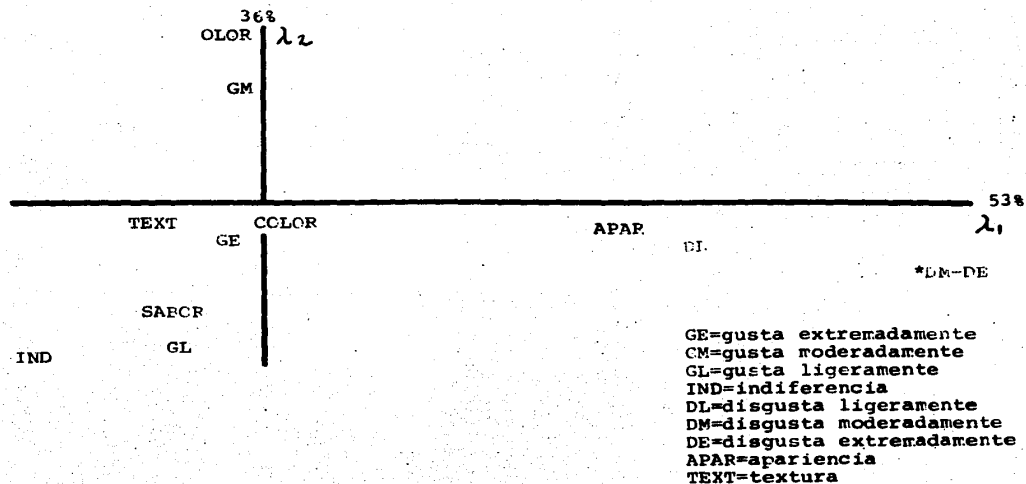 36%
OLOR λ2
GM
53%
λ1
TEXT COLOR APAR.
GE DL
*DM-DE
SABOR
GL
IND
GE=gusta extremadamente
CM=gusta moderadamente
GL=gusta ligeramente
IND=indiferencia
DL=disgusta ligeramente
DM=disgusta moderadamente
DE=disgusta extremadamente
APAR=apariencia
TEXT=textura